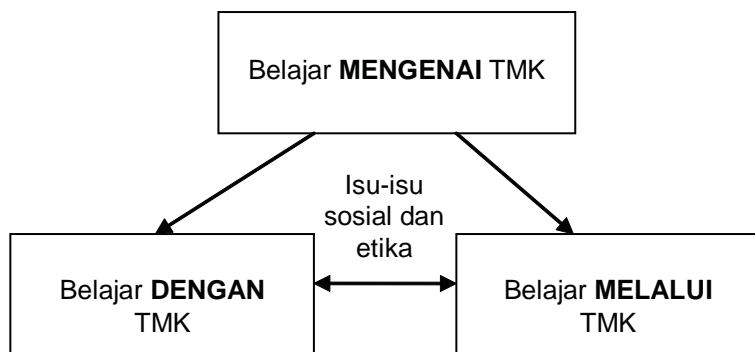 Belajar MENGENAI TMK
Isu-isu
sosial dan
etika
Belajar DENGAN
TMK
Belajar MELALUI
TMK